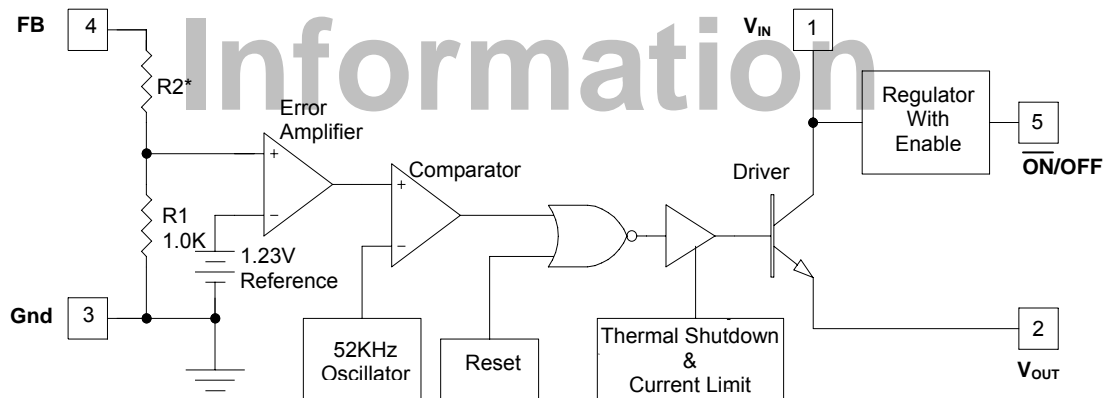 Information
FB
4
R2*
Error
Amplifier
+
−
R1
1.0K
1.23V
Reference
Gnd
3
Comparator
+
−
52KHz
Oscillator
Reset
Thermal Shutdown
&
Current Limit
Driver
VIN
1
Regulator
With
Enable
5
ON/OFF
2
VOUT